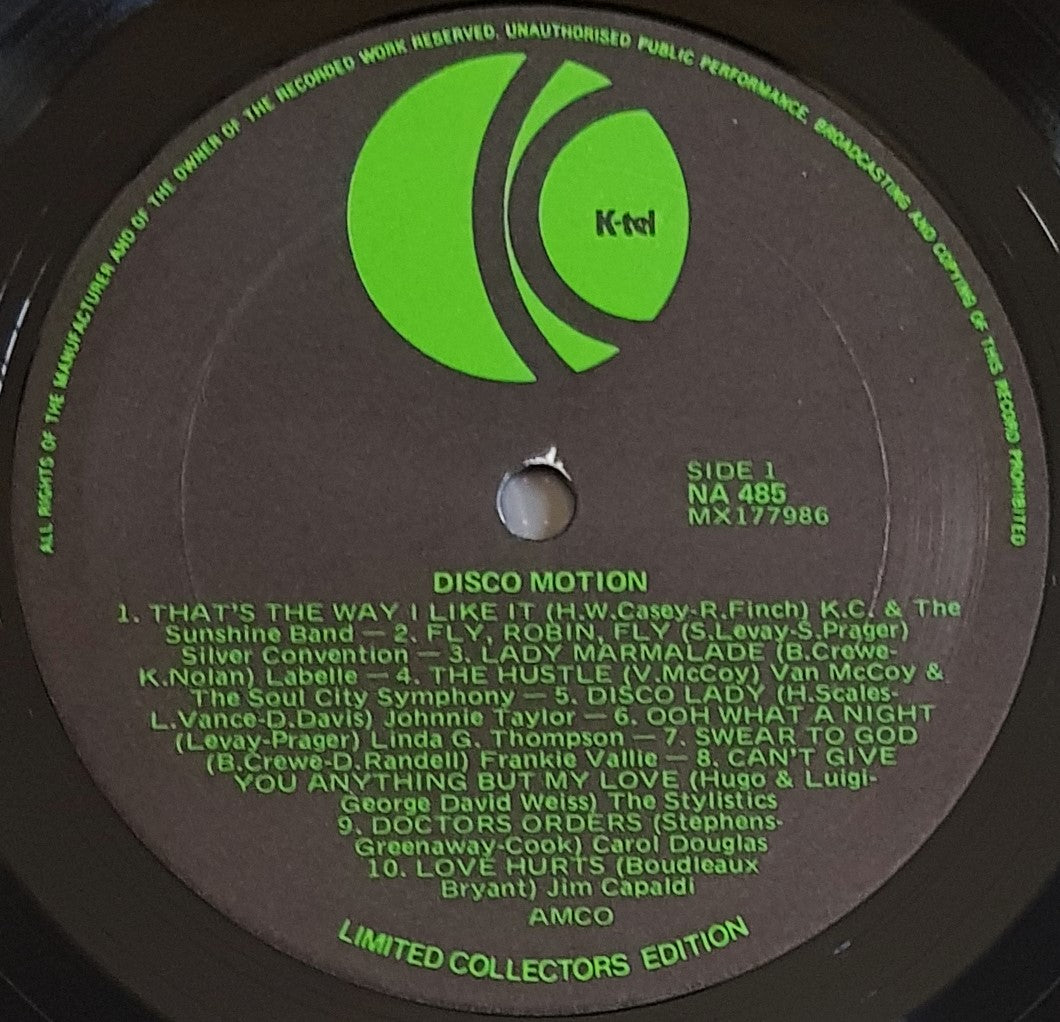 ALL RIGHTS OF THE MANUFACTURER AND OF THE OWNER OF THE RECORDED WORK RESERVED. UNAUTHORISED PUBLIC PERFORMANCE, BROADCASTING AND COPYING OF THIS RECORD PROHIBITED
K-tel
SIDE 1
NA 485
MX177986
DISCO MOTION
1. THAT'S THE WAY I LIKE IT (H.W.Casey-R.Finch) K.C. & The
Sunshine Band — 2. FLY, ROBIN, FLY (S.Levay-S.Prager)
Silver Convention — 3. LADY MARMALADE (B.Crewe-
K.Nolan) Labelle — 4. THE HUSTLE (V.McCoy) Van McCoy &
The Soul City Symphony — 5. DISCO LADY (H.Scales-
L.Vance-D.Davis) Johnnie Taylor — 6. OOH WHAT A NIGHT
(Levay-Prager) Linda G. Thompson — 7. SWEAR TO GOD
(B.Crewe-D.Randell) Frankie Vallie — 8. CAN'T GIVE
YOU ANYTHING BUT MY LOVE (Hugo & Luigi-
George David Weiss) The Stylistics
9. DOCTORS ORDERS (Stephens-
Greenaway-Cook) Carol Douglas
10. LOVE HURTS (Boudleaux
Bryant) Jim Capaldi
AMCO
LIMITED COLLECTORS EDITION